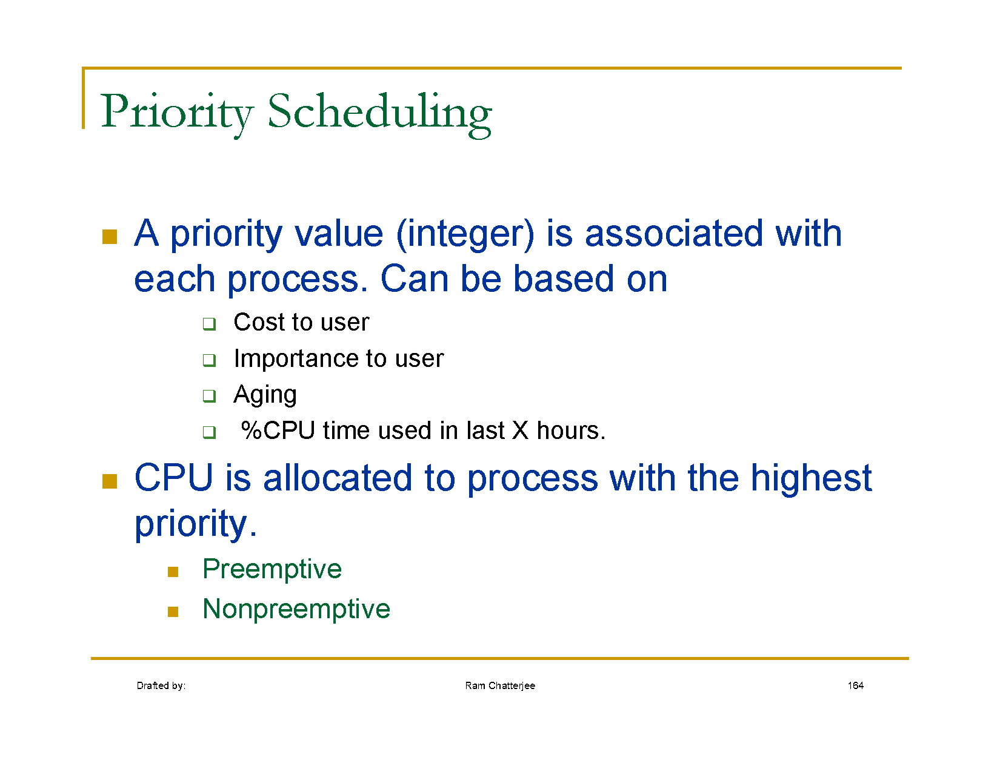 Priority Scheduling
A priority value (integer) is associated with
each process. Can be based on
Cost to user
Importance to user
Aging
%CPU time used in last X hours.
CPU is allocated to process with the highest
priority.
Preemptive
Nonpreemptive
Drafted by: Ram Chatterjee 164